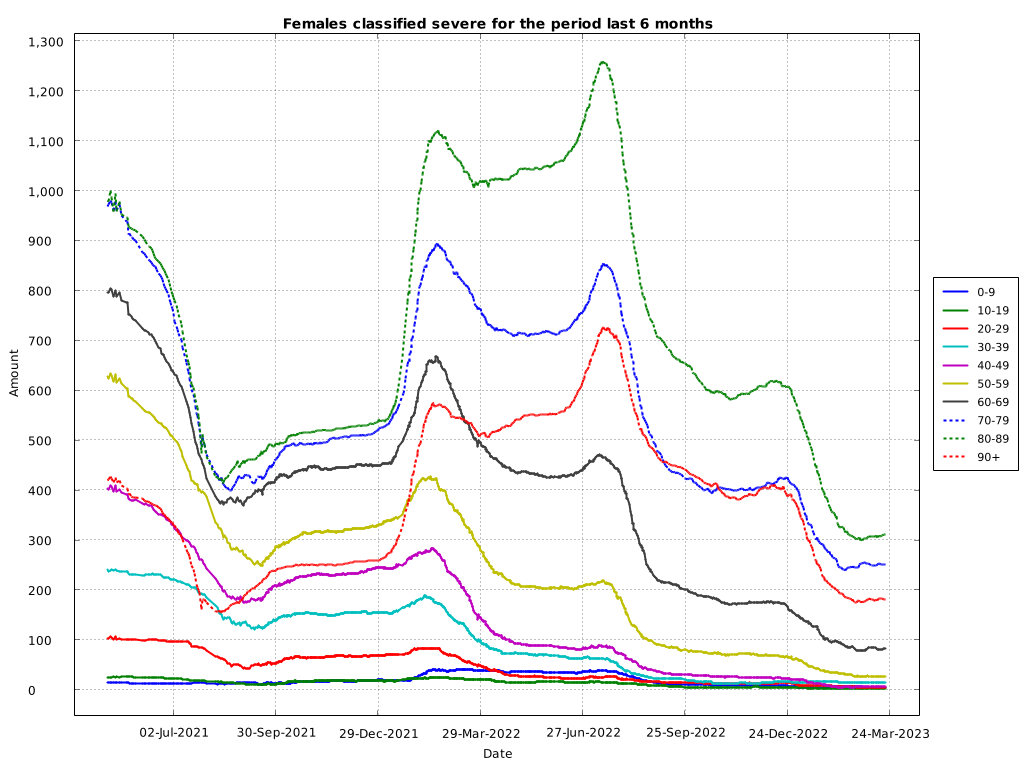 Females classified severe for the period last 6 months
1,300
1,200
1,100
1,000
900
800
700
600
500
400
300
200
100
0
Amount
02-Jul-2021
30-Sep-2021
29-Dec-2021
29-Mar-2022
27-Jun-2022
25-Sep-2022
24-Dec-2022
24-Mar-2023
Date
0-9
10-19
20-29
30-39
40-49
50-59
60-69
70-79
80-89
90+